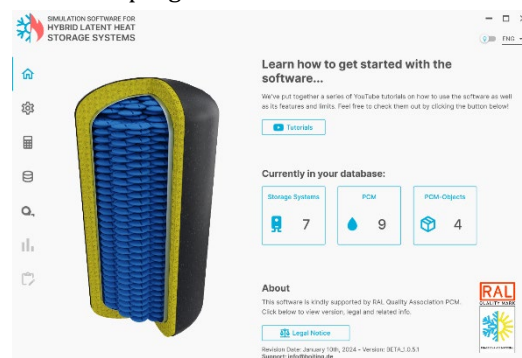 SIMULATION SOFTWARE FOR
HYBRID LATENT HEAT
STORAGE SYSTEMS
ENG
Learn how to get started with the
software...
We've put together a series of YouTube tutorials on how to use the software as well
as its features and limits. Feel free to check them out by clicking the button below!
Tutorials
Currently in your database:
Storage Systems
7
PCM
9
PCM-Objects
4
About
This software is kindly supported by RAL Quality Association PCM.
Click below to view version, legal and related info.
Legal Notice
Revision Date: January 10th, 2024 - Version: BETA_1.0.5.1
RAL
QUALITY MARK